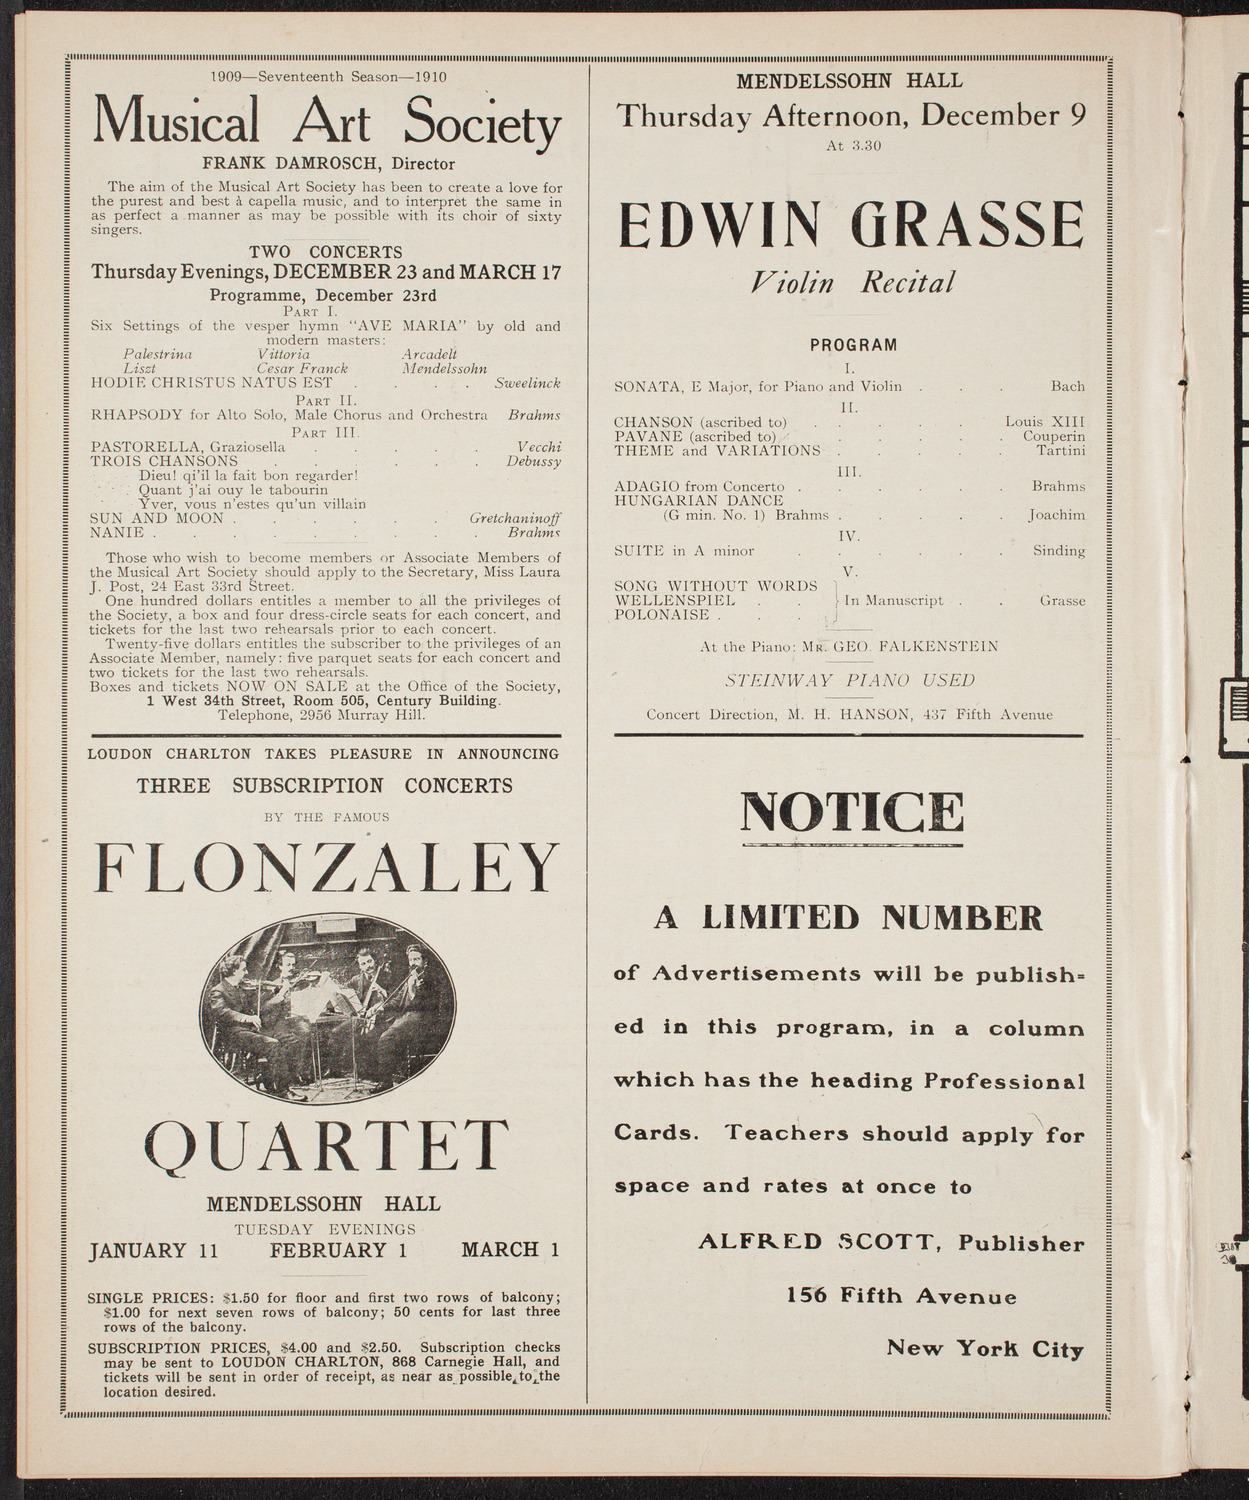 1909—Seventeenth Season—1910
Musical Art Society
FRANK DAMROSCH, Director
The aim of the Musical Art Society has been to create a love for
the purest and best à capella music, and to interpret the same in
as perfect a manner as may be possible with its choir of sixty
singers.
TWO CONCERTS
Thursday Evenings, DECEMBER 23 and MARCH 17
Programme, December 23rd
PART I.
Six Settings of the vesper hymn "AVE MARIA" by old and
modern masters:
Palestrina Vittoria Arcadelt
Liszt Cesar Franck Mendelssohn
HODIE CHRISTUS NATUS EST . . . . Sweelinck
PART II.
RHAPSODY for Alto Solo, Male Chorus and Orchestra Brahms
PART III.
PASTORELLA, Graziosella . . . . . Vecchi
TROIS CHANSONS . . . . . . Debussy
Dieu! qi'il la fait bon regarder!
Quant j'ai ouy le tabourin
Yver, vous n'estes qu'un villain
SUN AND MOON . . . . . . Gretchaninoff
NANIE . . . . . . . . Brahms
Those who wish to become members or Associate Members of
the Musical Art Society should apply to the Secretary, Miss Laura
J. Post, 24 East 33rd Street.
One hundred dollars entitles a member to all the privileges of
the Society, a box and four dress-circle seats for each concert, and
tickets for the last two rehearsals prior to each concert.
Twenty-five dollars entitles the subscriber to the privileges of an
Associate Member, namely: five parquet seats for each concert and
two tickets for the last two rehearsals.
Boxes and tickets NOW ON SALE at the Office of the Society,
1 West 34th Street, Room 505, Century Building.
Telephone, 2956 Murray Hill.
LOUDON CHARLTON TAKES PLEASURE IN ANNOUNCING
THREE SUBSCRIPTION CONCERTS
BY THE FAMOUS
FLONZALEY
QUARTET
MENDELSSOHN HALL
TUESDAY EVENINGS
JANUARY 11 FEBRUARY 1 MARCH 1
SINGLE PRICES: $1.50 for floor and first two rows of balcony;
$1.00 for next seven rows of balcony; 50 cents for last three
rows of the balcony.
SUBSCRIPTION PRICES, $4.00 and $2.50. Subscription checks
may be sent to LOUDON CHARLTON, 868 Carnegie Hall, and
tickets will be sent in order of receipt, as near as possible to the
location desired.
MENDELSSOHN HALL
Thursday Afternoon, December 9
At 3.30
EDWIN GRASSE
Violin Recital
PROGRAM
I.
SONATA, E Major, for Piano and Violin . . . Bach
II.
CHANSON (ascribed to) . . . . . Louis XIII
PAVANE (ascribed to) . . . . . Couperin
THEME and VARIATIONS . . . . . Tartini
III.
ADAGIO from Concerto . . . . . . Brahms
HUNGARIAN DANCE
(G min. No. 1) Brahms . . . . . Joachim
IV.
SUITE in A minor . . . . . . Sinding
V.
SONG WITHOUT WORDS
WELLENSPIEL . . . In Manuscript . . Grasse
POLONAISE . . . .
At the Piano: MR. GEO. FALKENSTEIN
STEINWAY PIANO USED
Concert Direction, M. H. HANSON, 437 Fifth Avenue
NOTICE
A LIMITED NUMBER
of Advertisements will be publish=
ed in this program, in a column
which has the heading Professional
Cards. Teachers should apply for
space and rates at once to
ALFRED SCOTT, Publisher
156 Fifth Avenue
New York City